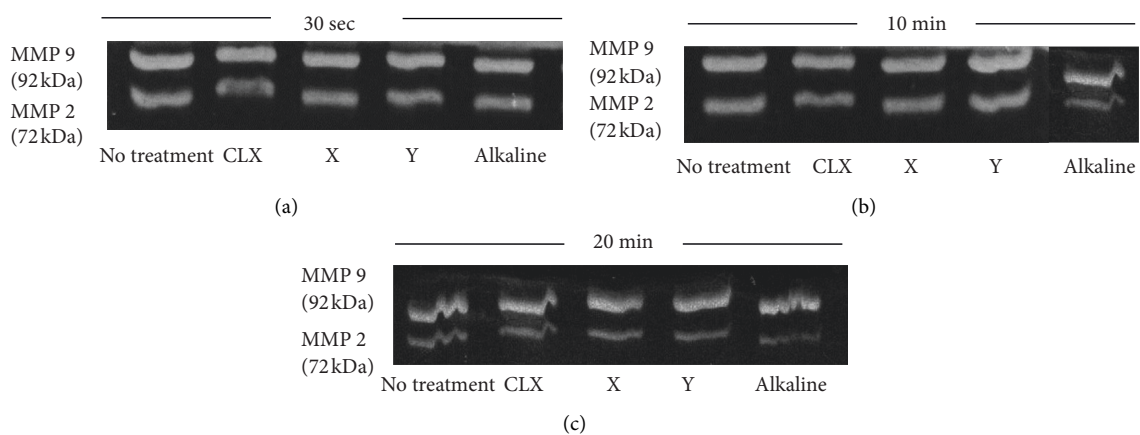 30 sec
MMP 9
(92 kDa)
MMP 2
(72 kDa)
No treatment CLX X Y Alkaline
(a)
10 min
MMP 9
(92 kDa)
MMP 2
(72 kDa)
No treatment CLX X Y Alkaline
(b)
20 min
MMP 9
(92 kDa)
MMP 2
(72 kDa)
No treatment CLX X Y Alkaline
(c)